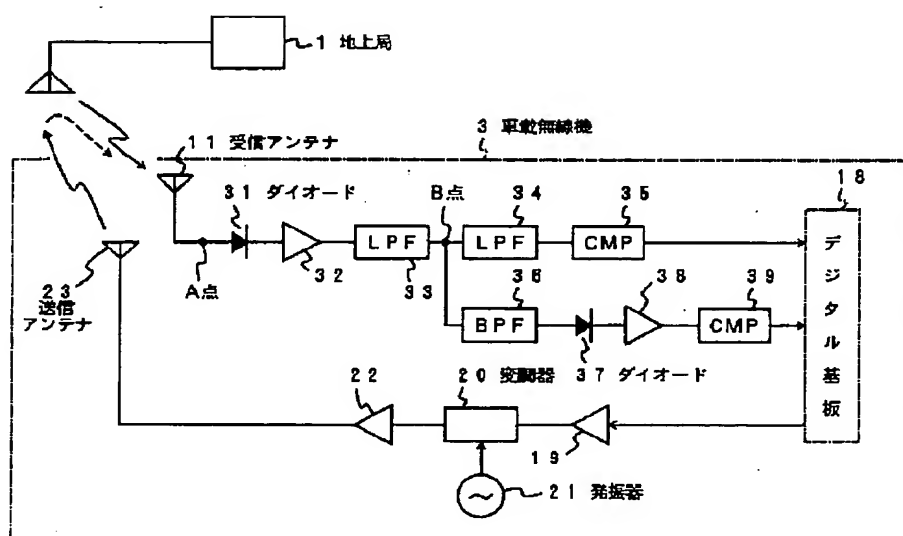 1 地上局
3 車載無線機
11 受信アンテナ
31 ダイオード
B点
34
35
18
LPF
LPF
CMP
デジタル基板
A点
32
33
36
38
39
23
送信
アンテナ
BPF
CMP
37 ダイオード
22
20 変調器
19
21 発振器